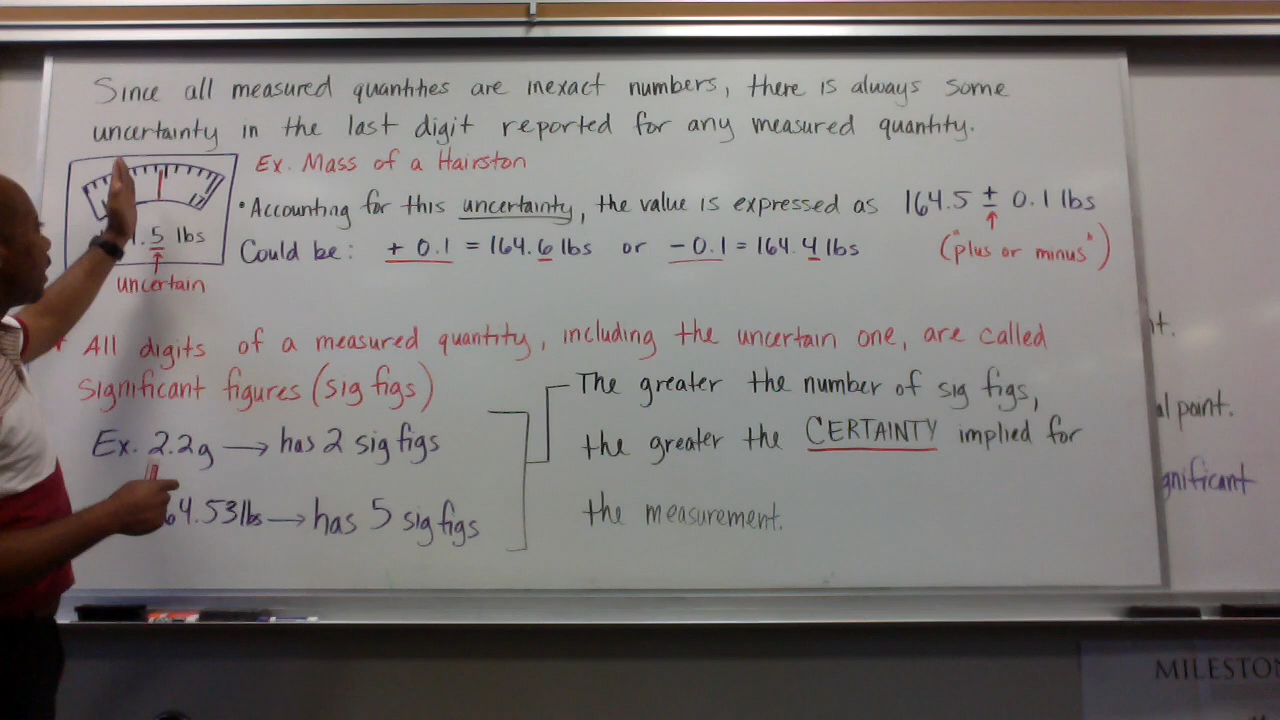 Since all measured quantities are inexact numbers, there is always some
uncertainty in the last digit reported for any measured quantity.
Ex. Mass of a Hairston
.5 lbs
uncertain
• Accounting for this uncertainty, the value is expressed as 164.5 ± 0.1 lbs
Could be: + 0.1 = 164.6 lbs or - 0.1 = 164.4 lbs
("plus or minus")
All digits of a measured quantity, including the uncertain one, are called
significant figures (sig figs)
Ex. 2.2g → has 2 sig figs
64.53 lbs → has 5 sig figs
The greater the number of sig figs,
the greater the CERTAINTY implied for
the measurement.
t.
al point.
gnificant
MILESTO